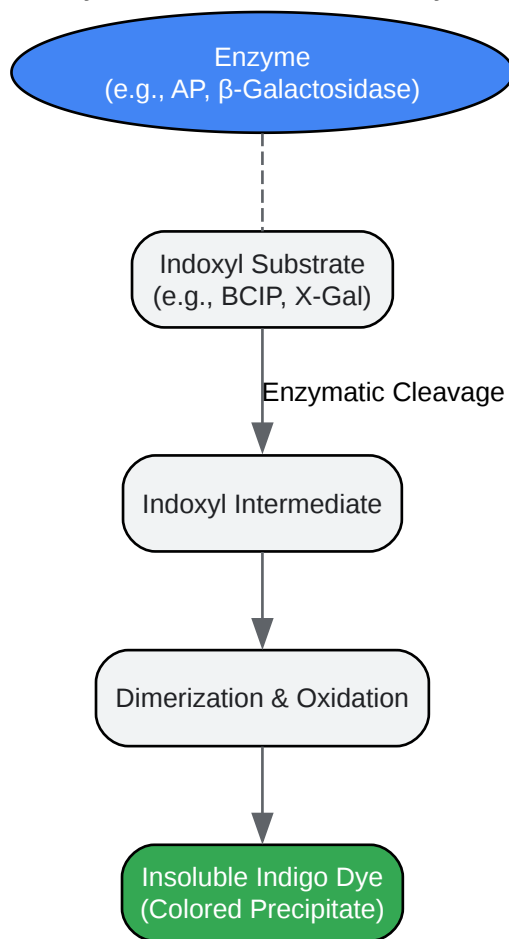 Enzyme
(e.g., AP, β-Galactosidase)
Indoxyl Substrate
(e.g., BCIP, X-Gal)
Enzymatic Cleavage
Indoxyl Intermediate
Dimerization & Oxidation
Insoluble Indigo Dye
(Colored Precipitate)